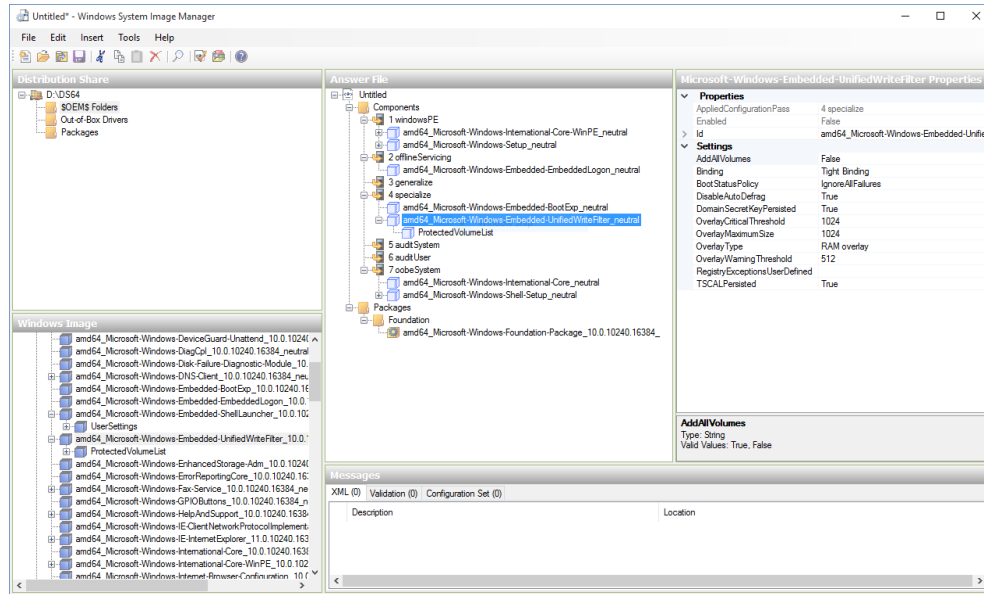 Untitled* - Windows System Image Manager
File Edit Insert Tools Help
Distribution Share
D:\DS64
$OEM$ Folders
Out-of-Box Drivers
Packages
Windows Image
amd64_Microsoft-Windows-DeviceGuard-Unattend_10.0.1024(
amd64_Microsoft-Windows-DiagCpl_10.0.10240.16384_neutral
amd64_Microsoft-Windows-Disk-Failure-Diagnostic-Module_10.
amd64_Microsoft-Windows-DNS-Client_10.0.10240.16384_neu
amd64_Microsoft-Windows-Embedded-BootExp_10.0.10240.16
amd64_Microsoft-Windows-Embedded-EmbeddedLogon_10.0.
amd64_Microsoft-Windows-Embedded-ShellLauncher_10.0.102
UserSettings
amd64_Microsoft-Windows-Embedded-UnifiedWriteFilter_10.0.1
ProtectedVolumeList
amd64_Microsoft-Windows-EnhancedStorage-Adm_10.0.1024(
amd64_Microsoft-Windows-ErrorReportingCore_10.0.10240.16:
amd64_Microsoft-Windows-Fax-Service_10.0.10240.16384_ne
amd64_Microsoft-Windows-GPIOButtons_10.0.10240.16384_n
amd64_Microsoft-Windows-HelpAndSupport_10.0.10240.1638
amd64_Microsoft-Windows-IE-ClientNetworkProtocolImplement
amd64_Microsoft-Windows-IE-InternetExplorer_11.0.10240.163
amd64_Microsoft-Windows-International-Core_10.0.10240.1638
amd64_Microsoft-Windows-International-Core-WinPE_10.0.102
amd64_Microsoft-Windows-Internet-Browser-Configuration_10.0
Answer File
Untitled
Components
1 windowsPE
amd64_Microsoft-Windows-International-Core-WinPE_neutral
amd64_Microsoft-Windows-Setup_neutral
2 offlineServicing
amd64_Microsoft-Windows-Embedded-EmbeddedLogon_neutral
3 generalize
4 specialize
amd64_Microsoft-Windows-Embedded-BootExp_neutral
amd64_Microsoft-Windows-Embedded-UnifiedWriteFilter_neutral
ProtectedVolumeList
5 auditSystem
6 auditUser
7 oobeSystem
amd64_Microsoft-Windows-International-Core_neutral
amd64_Microsoft-Windows-Shell-Setup_neutral
Packages
Foundation
amd64_Microsoft-Windows-Foundation-Package_10.0.10240.16384_
Microsoft-Windows-Embedded-UnifiedWriteFilter Properties
Properties
AppliedConfigurationPass 4 specialize
Enabled False
Id amd64_Microsoft-Windows-Embedded-Unifie
Settings
AddAllVolumes False
Binding Tight Binding
BootStatusPolicy IgnoreAllFailures
DisableAutoDefrag True
DomainSecretKeyPersisted True
OverlayCriticalThreshold 1024
OverlayMaximumSize 1024
OverlayType RAM overlay
OverlayWarningThreshold 512
RegistryExceptionsUserDefined
TSCALPersisted True
AddAllVolumes
Type: String
Valid Values: True, False
Messages
XML (0) Validation (0) Configuration Set (0)
Description Location